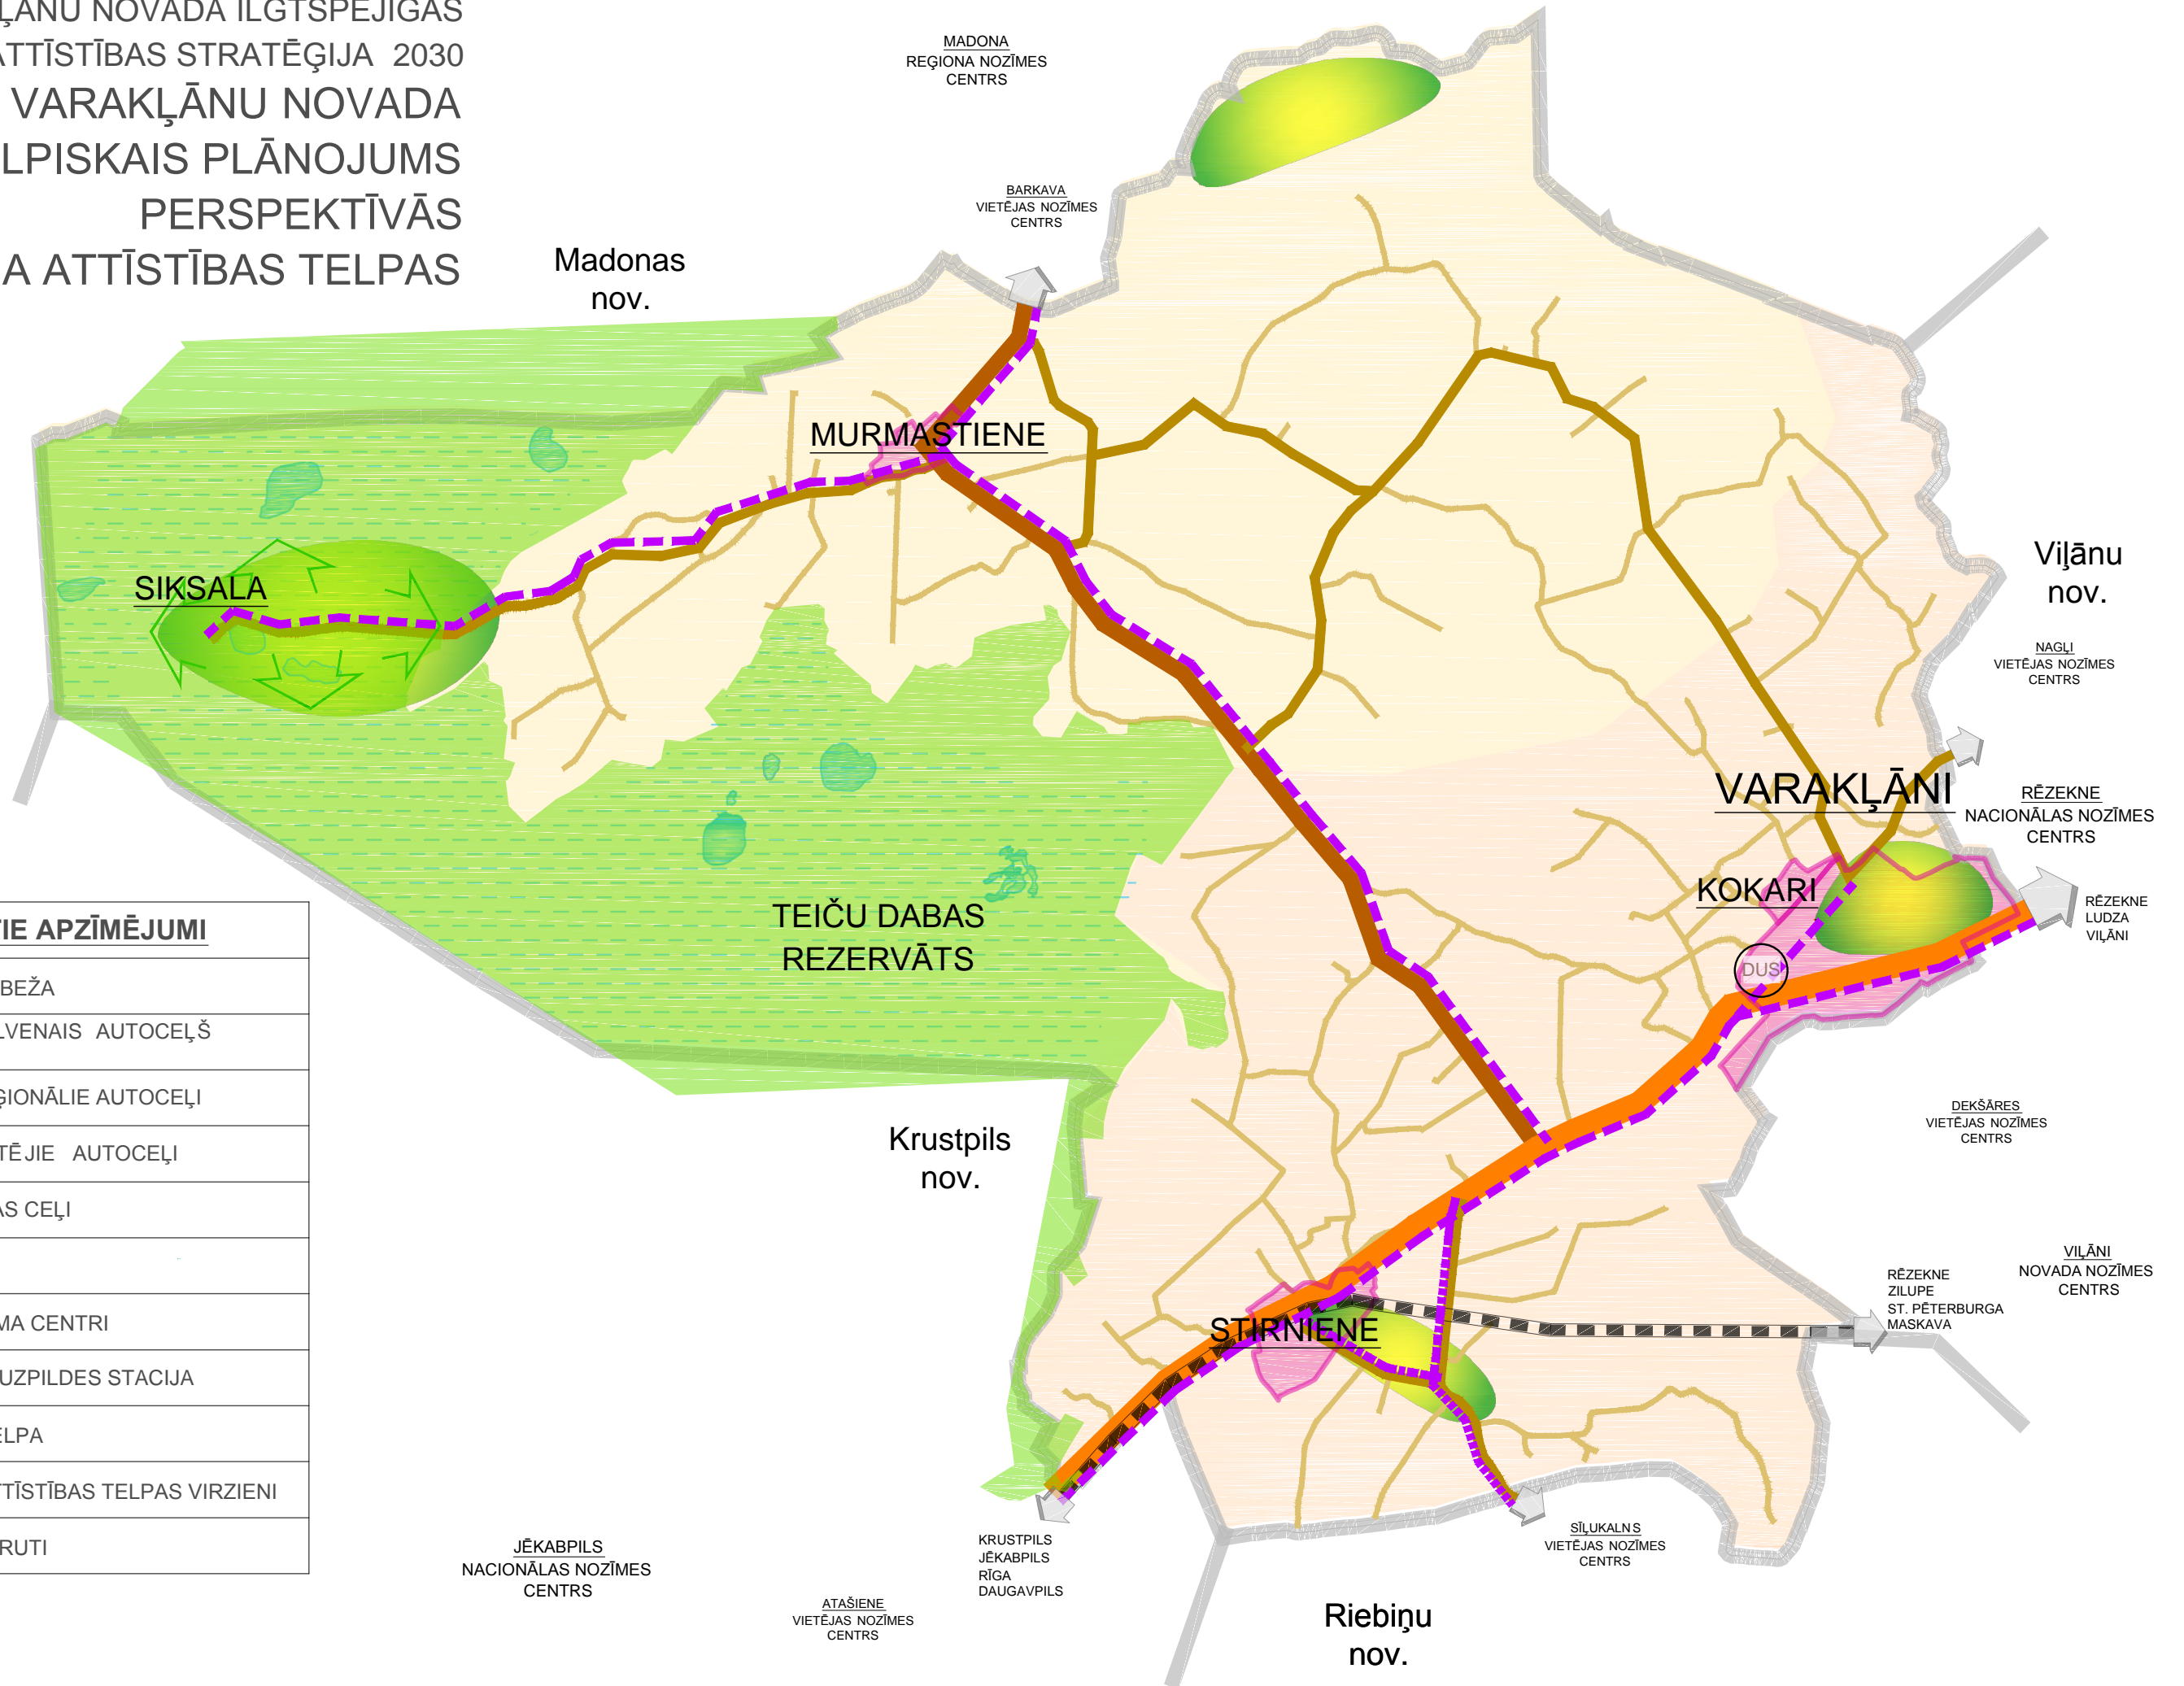 ĻĀNU NOVADA ILGTSPĒJĪGAS
ATTĪSTĪBAS STRATĒĢIJA 2030
VARAKĻĀNU NOVADA
LPISKAIS PLĀNOJUMS
PERSPEKTĪVĀS
A ATTĪSTĪBAS TELPAS
MADONA
REĢIONA NOZĪMES
CENTRS
BARKAVA
VIETĒJAS NOZĪMES
CENTRS
Madonas
nov.
MURMASTIENE
SIKSALA
Viļānu
nov.
NAGĻI
VIETĒJAS NOZĪMES
CENTRS
VARAKĻĀNI
RĒZEKNE
NACIONĀLAS NOZĪMES
CENTRS
KOKARI
RĒZEKNE
LUDZA
VIĻĀNI
DUS
TEIČU DABAS
REZERVĀTS
TIE APZĪMĒJUMI
BEŽA
LVENAIS AUTOCEĻŠ
ĢIONĀLIE AUTOCEĻI
TĒJIE AUTOCEĻI
AS CEĻI
MA CENTRI
UZPILDES STACIJA
ELPA
TTĪSTĪBAS TELPAS VIRZIENI
RUTI
Krustpils
nov.
DEKŠĀRES
VIETĒJAS NOZĪMES
CENTRS
VIĻĀNI
NOVADA NOZĪMES
CENTRS
RĒZEKNE
ZILUPE
ST. PĒTERBURGA
MASKAVA
STIRNIENE
JĒKABPILS
NACIONĀLAS NOZĪMES
CENTRS
ATAŠIENE
VIETĒJAS NOZĪMES
CENTRS
KRUSTPILS
JĒKABPILS
RĪGA
DAUGAVPILS
SĪĻUKALNS
VIETĒJAS NOZĪMES
CENTRS
Riebiņu
nov.